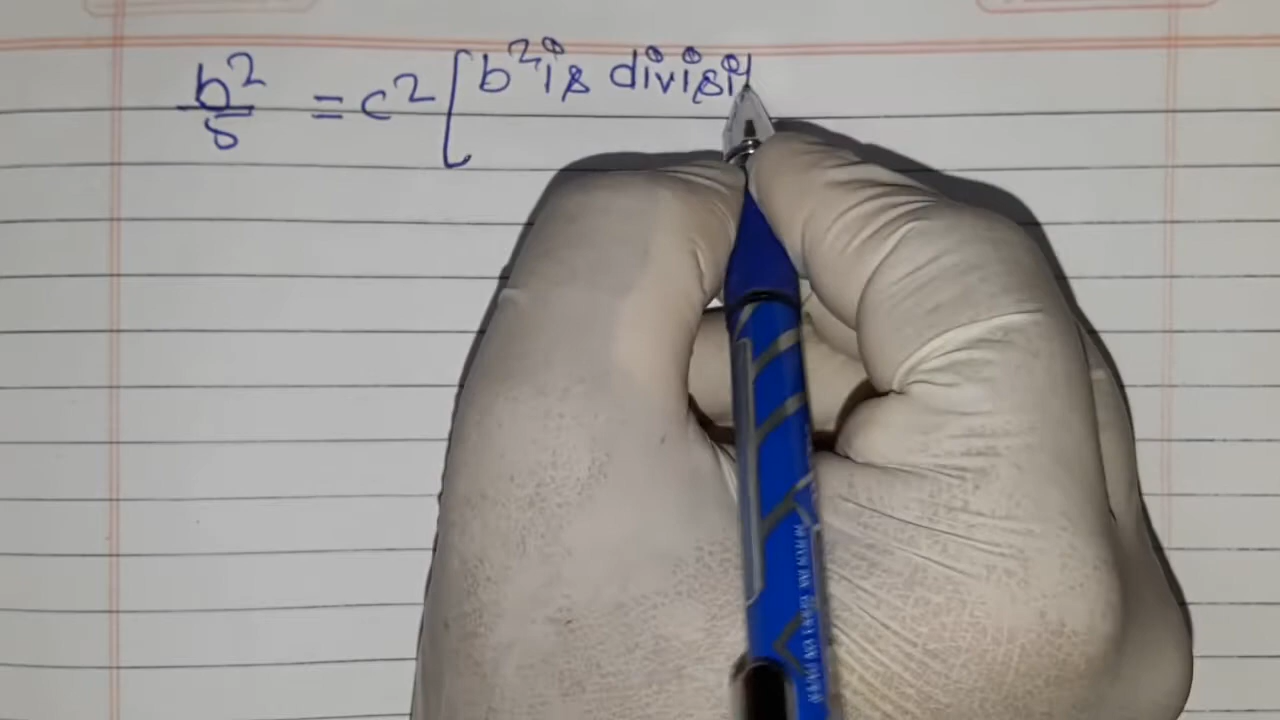 b²/5 = c² [b² is divisi